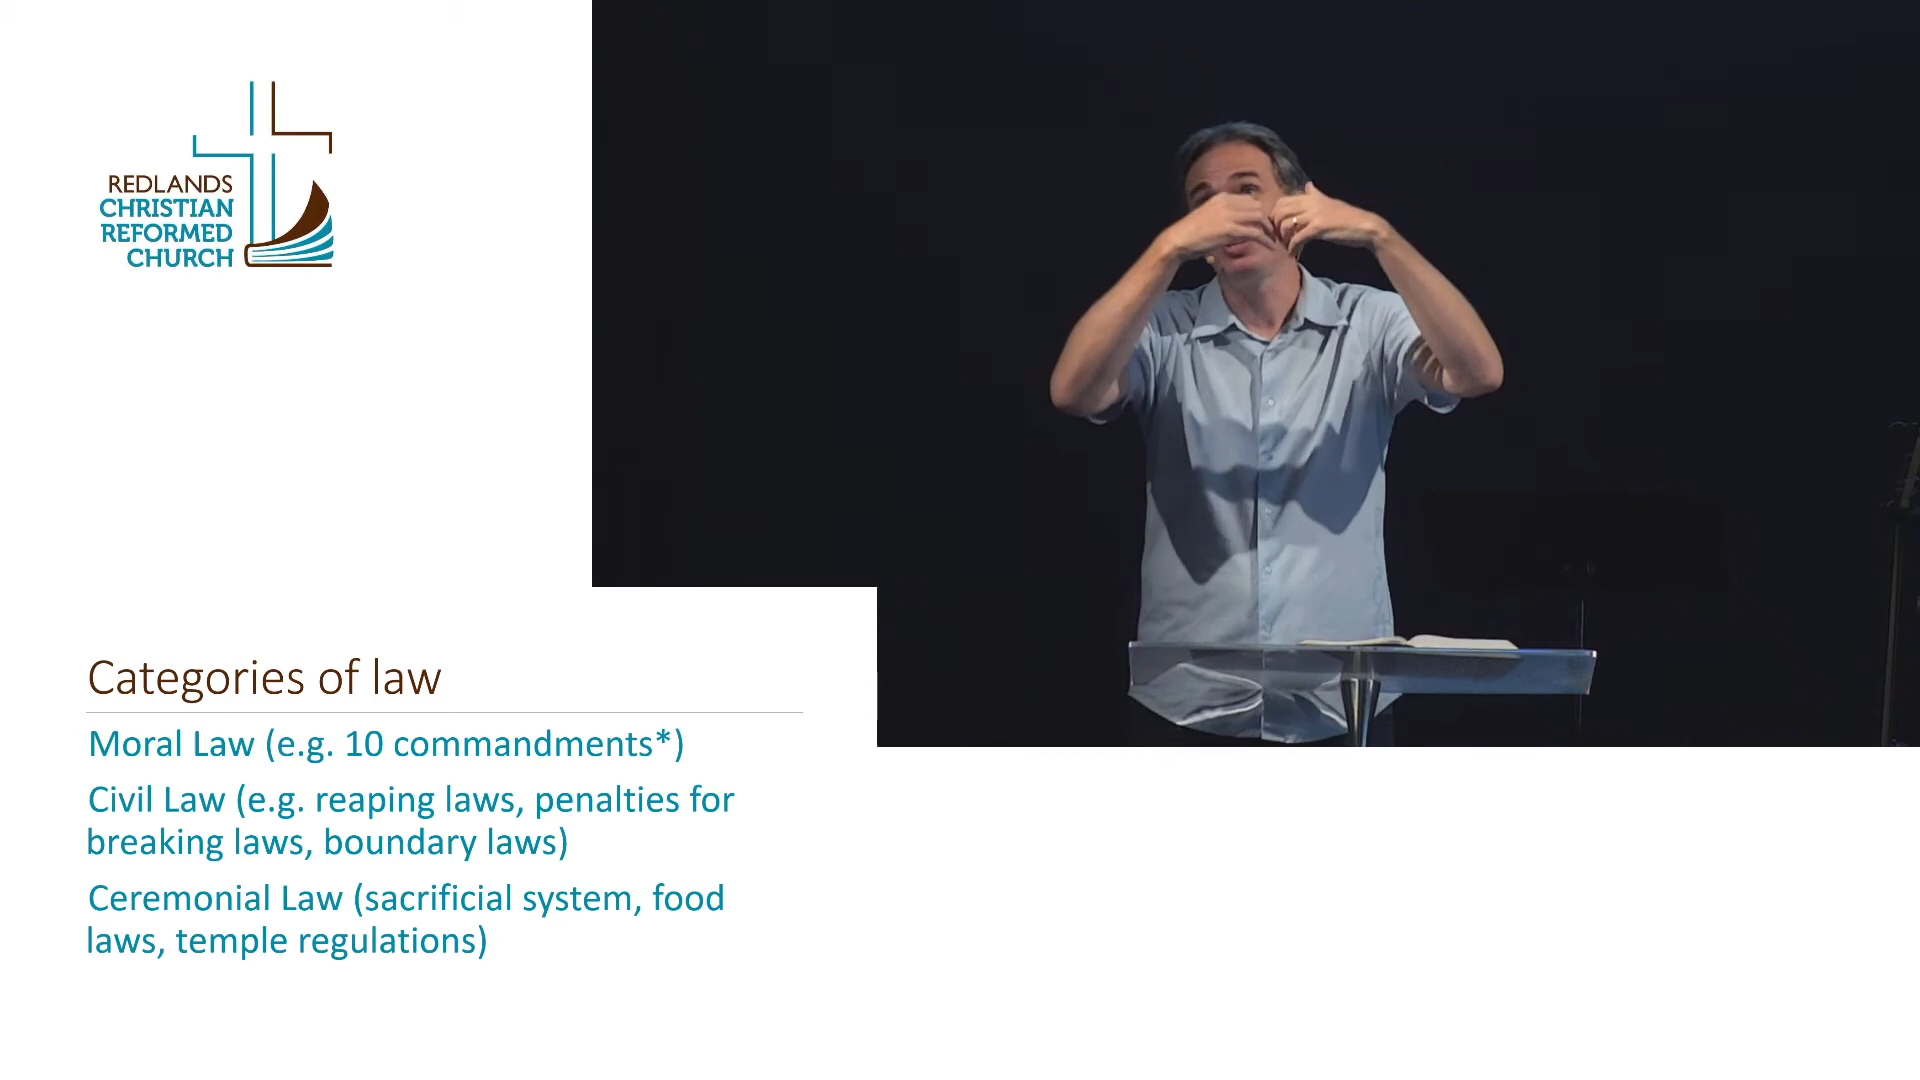 REDLANDS
CHRISTIAN
REFORMED
CHURCH
Categories of law
Moral Law (e.g. 10 commandments*)
Civil Law (e.g. reaping laws, penalties for
breaking laws, boundary laws)
Ceremonial Law (sacrificial system, food
laws, temple regulations)